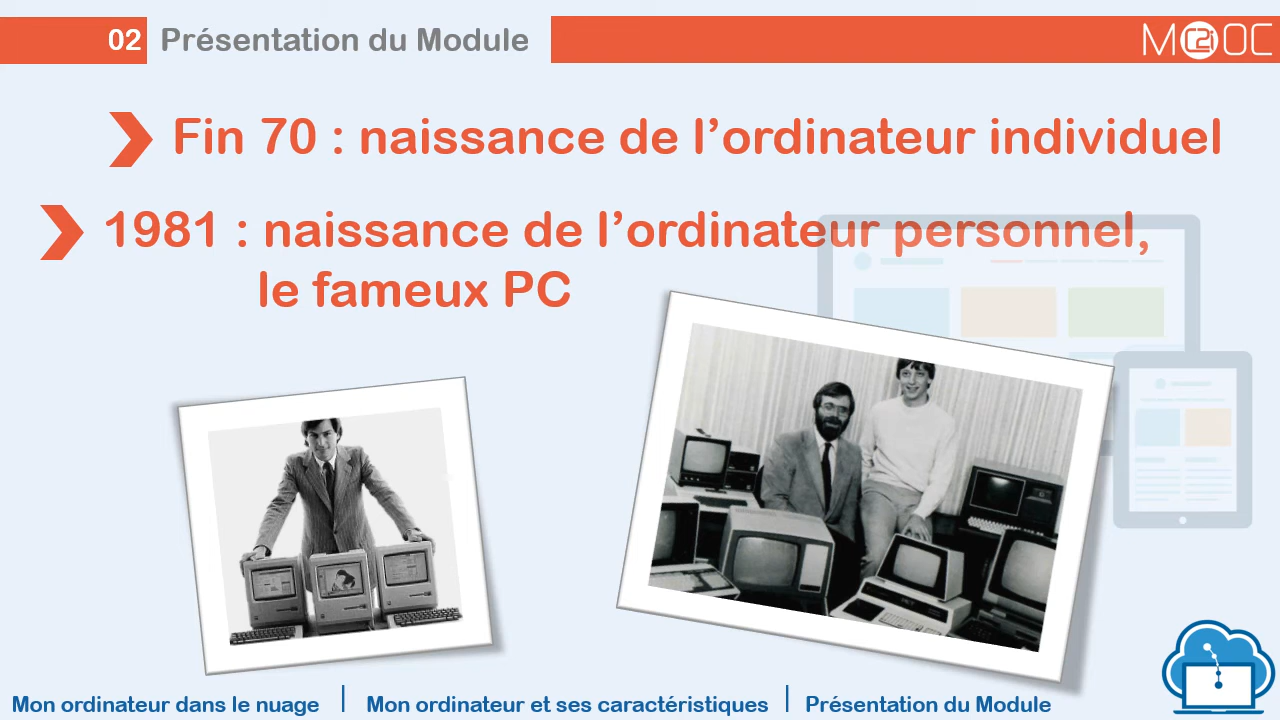 02 Présentation du Module
MC2iOOC
Fin 70 : naissance de l’ordinateur individuel
1981 : naissance de l’ordinateur personnel,
le fameux PC
Mon ordinateur dans le nuage | Mon ordinateur et ses caractéristiques | Présentation du Module